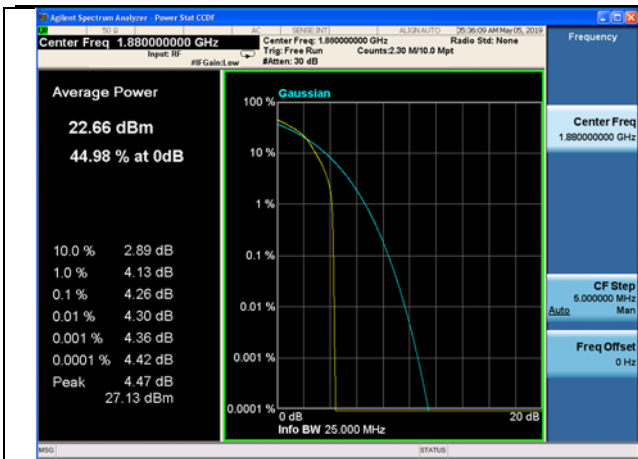 Agilent Spectrum Analyzer - Power Stat CCDF
50 Ω AC SENSE:INT ALIGN AUTO 05:36:09 AM May 05, 2019
Center Freq 1.880000000 GHz
Input: RF
#IFGain:Low
Center Freq: 1.880000000 GHz
Radio Std: None
Trig: Free Run
Counts:2.30 M/10.0 Mpt
#Atten: 30 dB
Frequency
Average Power
22.66 dBm
44.98 % at 0dB
10.0 % 2.89 dB
1.0 % 4.13 dB
0.1 % 4.26 dB
0.01 % 4.30 dB
0.001 % 4.36 dB
0.0001 % 4.42 dB
Peak 4.47 dB
27.13 dBm
Gaussian
100 %
10 %
1 %
0.1 %
0.01 %
0.001 %
0.0001 %
0 dB
20 dB
Info BW 25.000 MHz
Center Freq
1.880000000 GHz
CF Step
5.000000 MHz
Auto Man
Freq Offset
0 Hz
MSG
STATUS